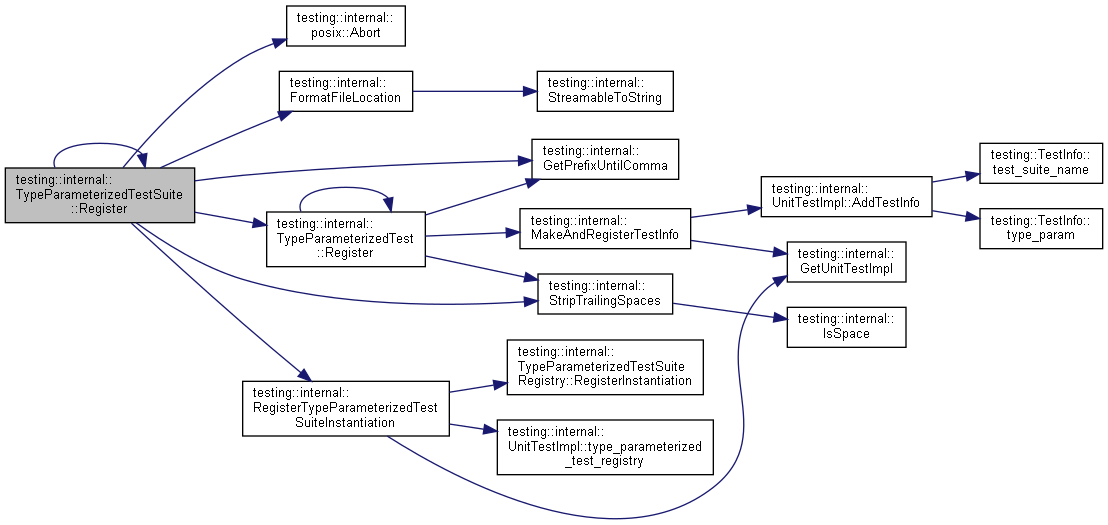 testing::internal::
posix::Abort
testing::internal::
FormatFileLocation
testing::internal::
StreamableToString
testing::internal::
GetPrefixUntilComma
testing::TestInfo::
test_suite_name
testing::internal::
TypeParameterizedTestSuite
::Register
testing::internal::
UnitTestImpl::AddTestInfo
testing::internal::
TypeParameterizedTest
::Register
testing::internal::
MakeAndRegisterTestInfo
testing::TestInfo::
type_param
testing::internal::
GetUnitTestImpl
testing::internal::
StripTrailingSpaces
testing::internal::
IsSpace
testing::internal::
TypeParameterizedTestSuite
Registry::RegisterInstantiation
testing::internal::
RegisterTypeParameterizedTest
SuiteInstantiation
testing::internal::
UnitTestImpl::type_parameterized
_test_registry